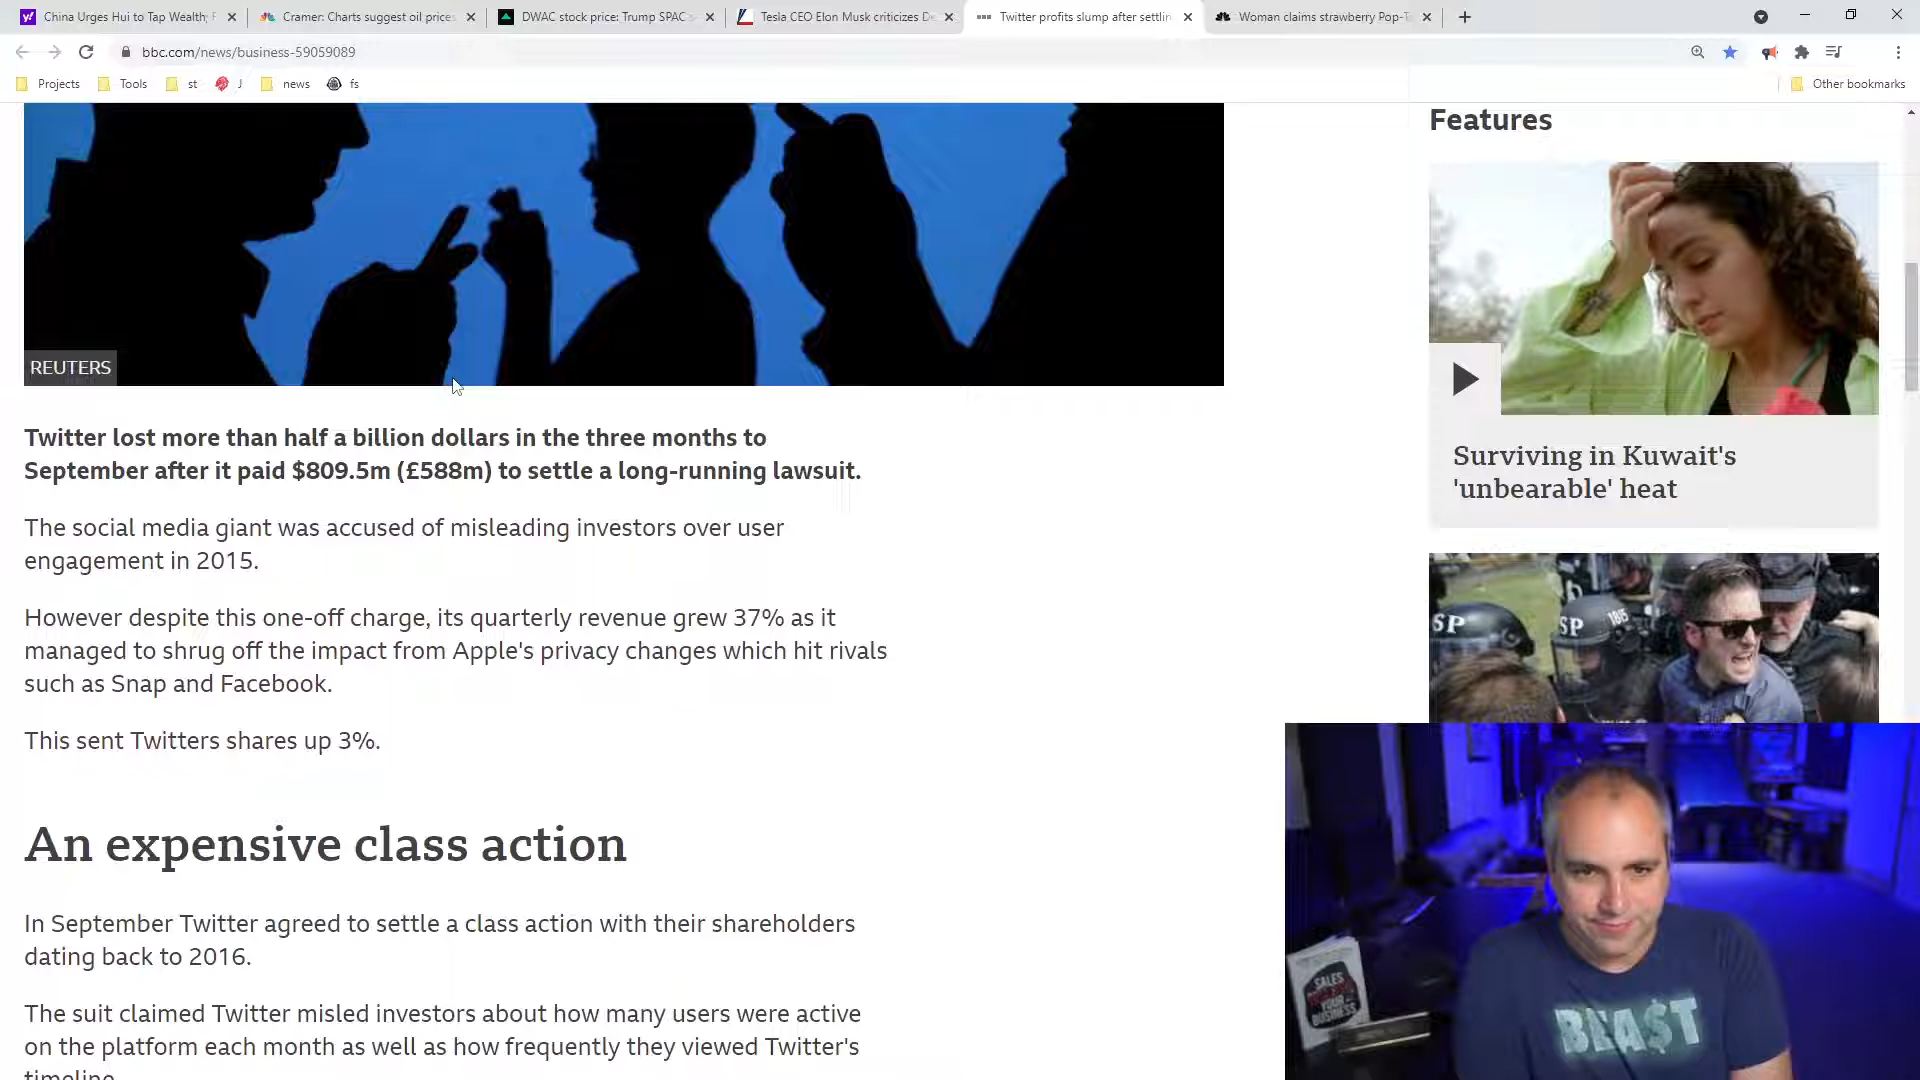 China Urges Hui to Tap Wealth
Cramer: Charts suggest oil prices
DWAC stock price: Trump SPAC
Tesla CEO Elon Musk criticizes De
Twitter profits slump after settlin
Woman claims strawberry Pop-T
bbc.com/news/business-59059089
Projects
Tools
st
J
news
fs
Other bookmarks
REUTERS
Twitter lost more than half a billion dollars in the three months to
September after it paid $809.5m (£588m) to settle a long-running lawsuit.
The social media giant was accused of misleading investors over user
engagement in 2015.
However despite this one-off charge, its quarterly revenue grew 37% as it
managed to shrug off the impact from Apple's privacy changes which hit rivals
such as Snap and Facebook.
This sent Twitters shares up 3%.
An expensive class action
In September Twitter agreed to settle a class action with their shareholders
dating back to 2016.
The suit claimed Twitter misled investors about how many users were active
on the platform each month as well as how frequently they viewed Twitter's
timeline.
Features
Surviving in Kuwait's
'unbearable' heat
SP
SP
1815
SALES
YOUR
BUSINESS
BEA$T